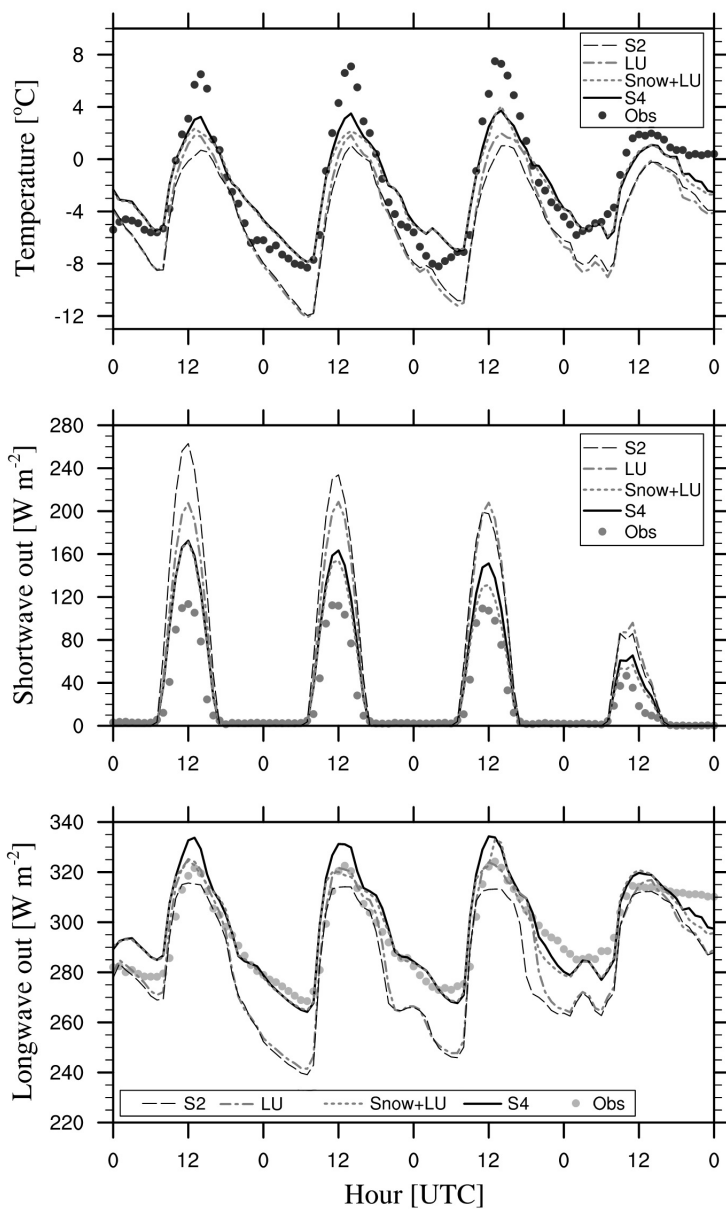 Temperature [°C]
8
4
0
-4
-8
-12
S2
LU
Snow+LU
S4
Obs
0 12 0 12 0 12 0 12 0
Shortwave out [W m-2]
280
240
200
160
120
80
40
0
S2
LU
Snow+LU
S4
Obs
0 12 0 12 0 12 0 12 0
Longwave out [W m-2]
340
320
300
280
260
240
220
S2 LU Snow+LU S4 Obs
0 12 0 12 0 12 0 12 0
Hour [UTC]